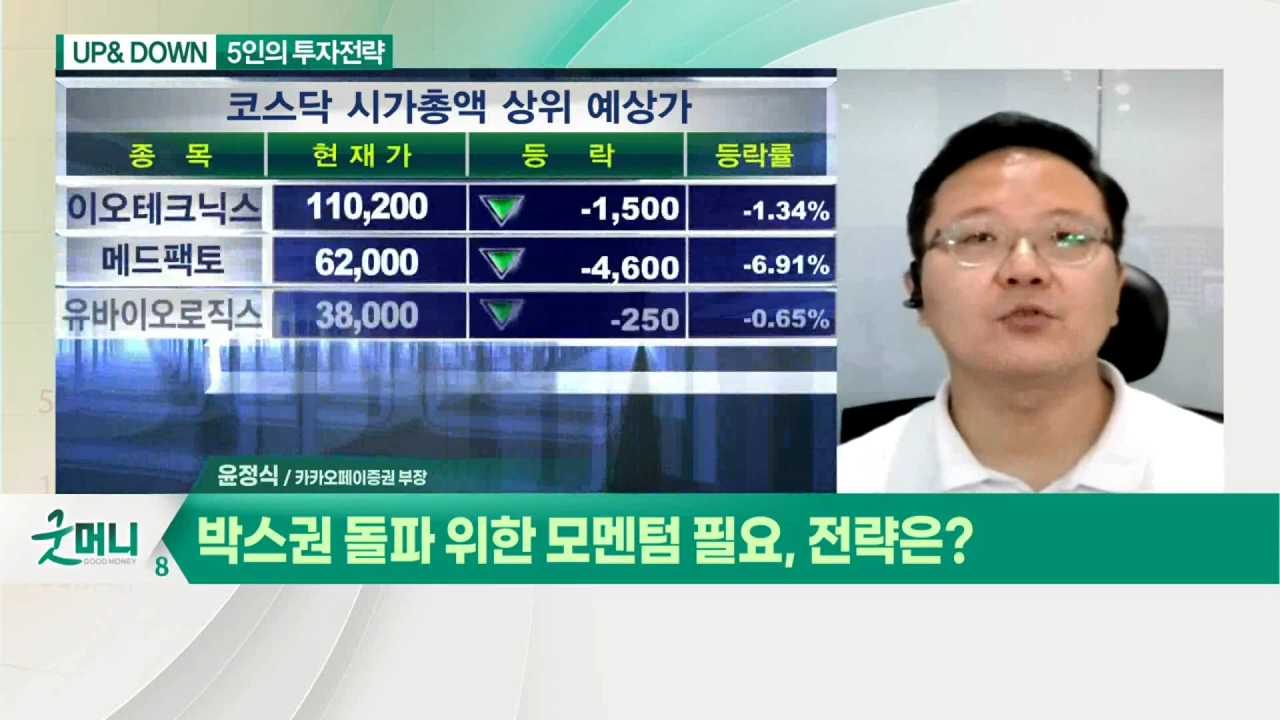 UP& DOWN 5인의 투자전략
코스닥 시가총액 상위 예상가
종 목 현 재 가 등 락 등락률
이오테크닉스 110,200 -1,500 -1.34%
메드팩토 62,000 -4,600 -6.91%
유바이오로직스 38,000 -250 -0.65%
5
1
윤정식 / 카카오페이증권 부장
굿머니
GOOD MONEY
8
박스권 돌파 위한 모멘텀 필요, 전략은?